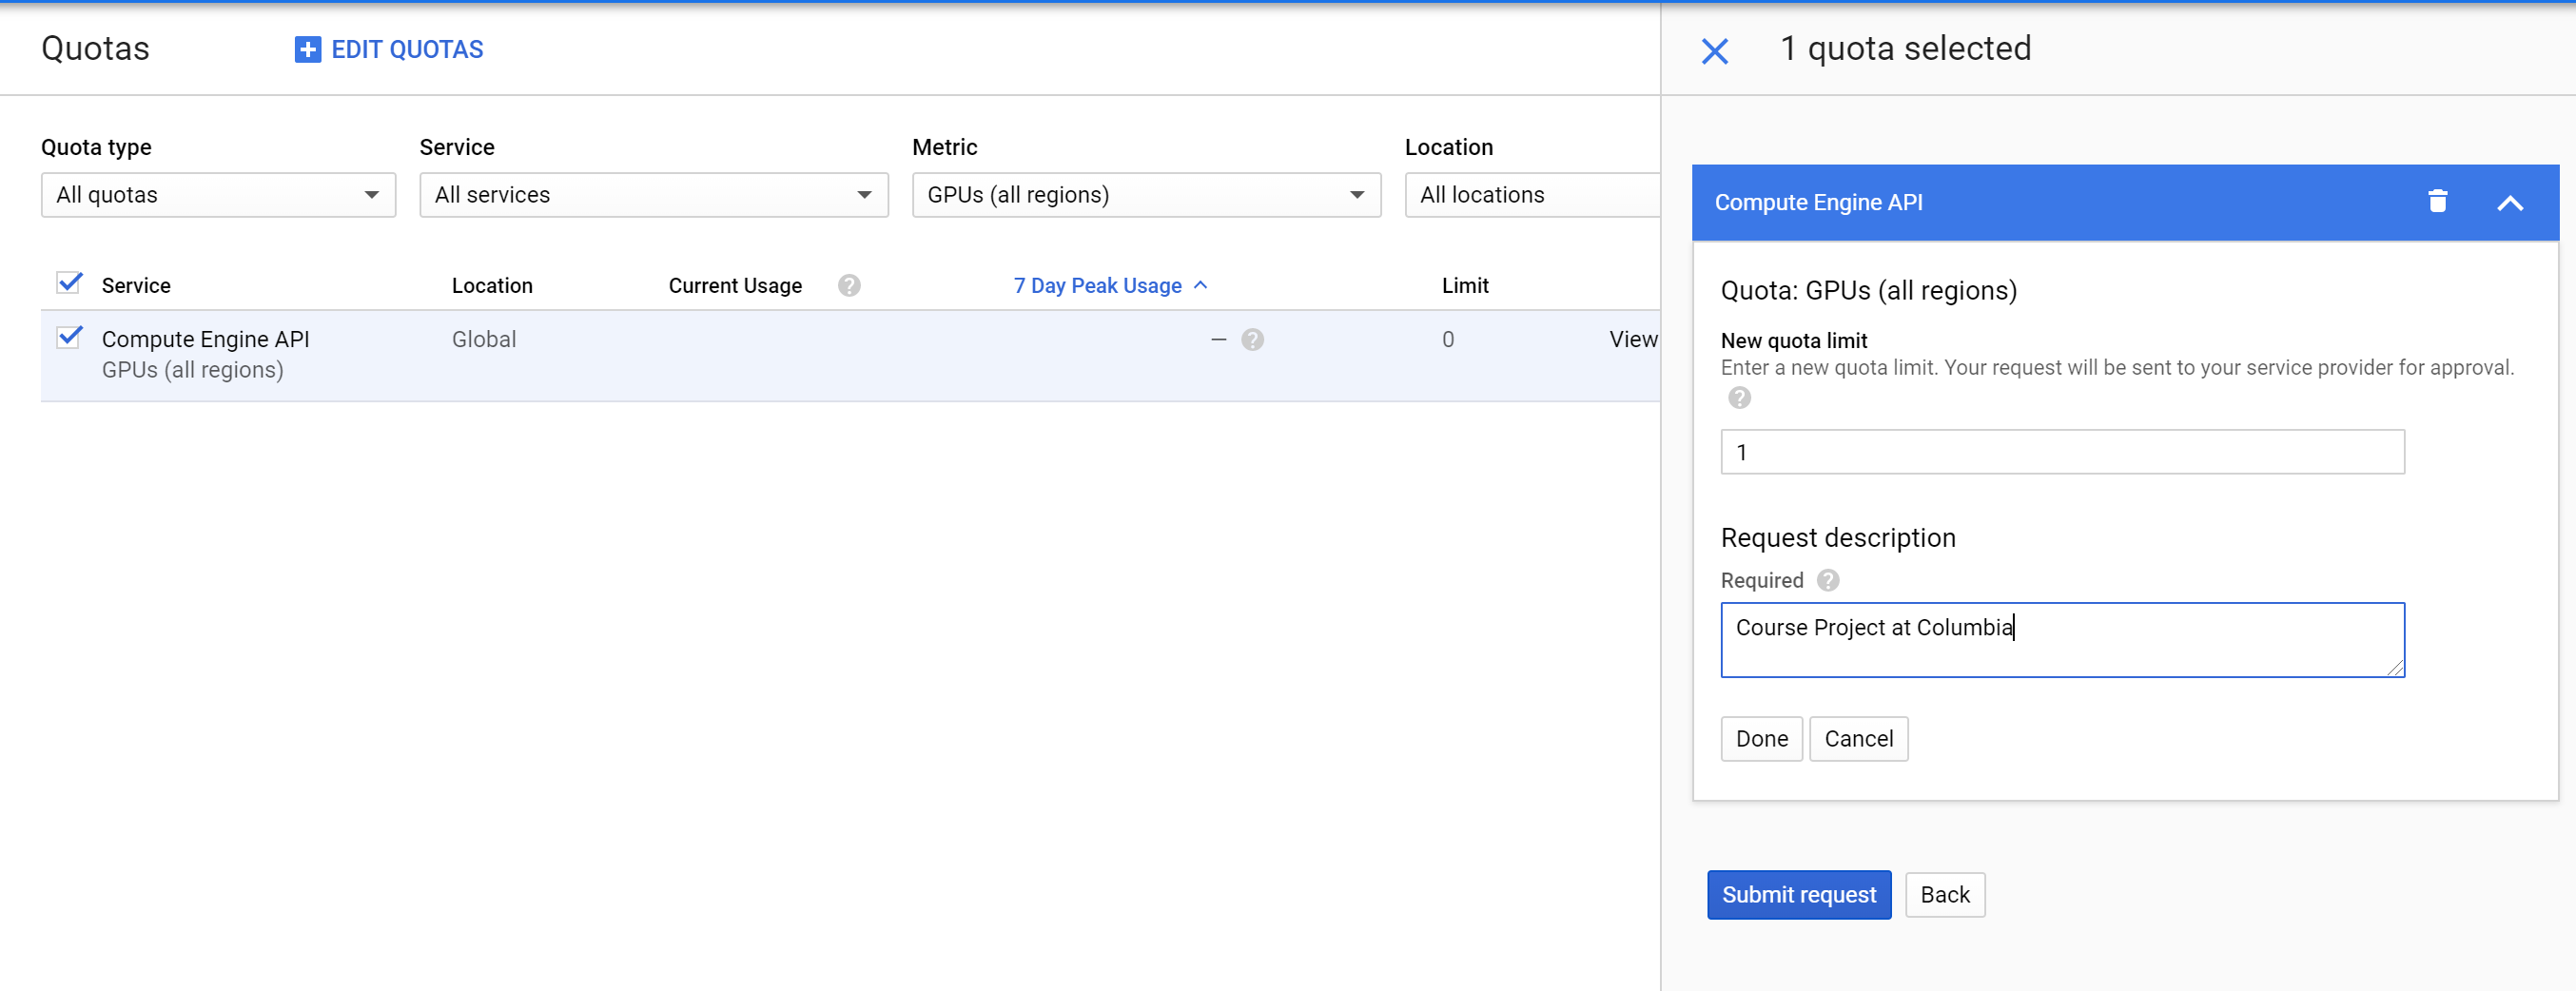 Quotas
EDIT QUOTAS
Quota type
Service
Metric
Location
All quotas
All services
GPUs (all regions)
All locations
Service
Location
Current Usage
7 Day Peak Usage
Limit
Compute Engine API
Global
—
0
View
GPUs (all regions)
1 quota selected
Compute Engine API
Quota: GPUs (all regions)
New quota limit
Enter a new quota limit. Your request will be sent to your service provider for approval.
1
Request description
Required
Course Project at Columbia
Done
Cancel
Submit request
Back